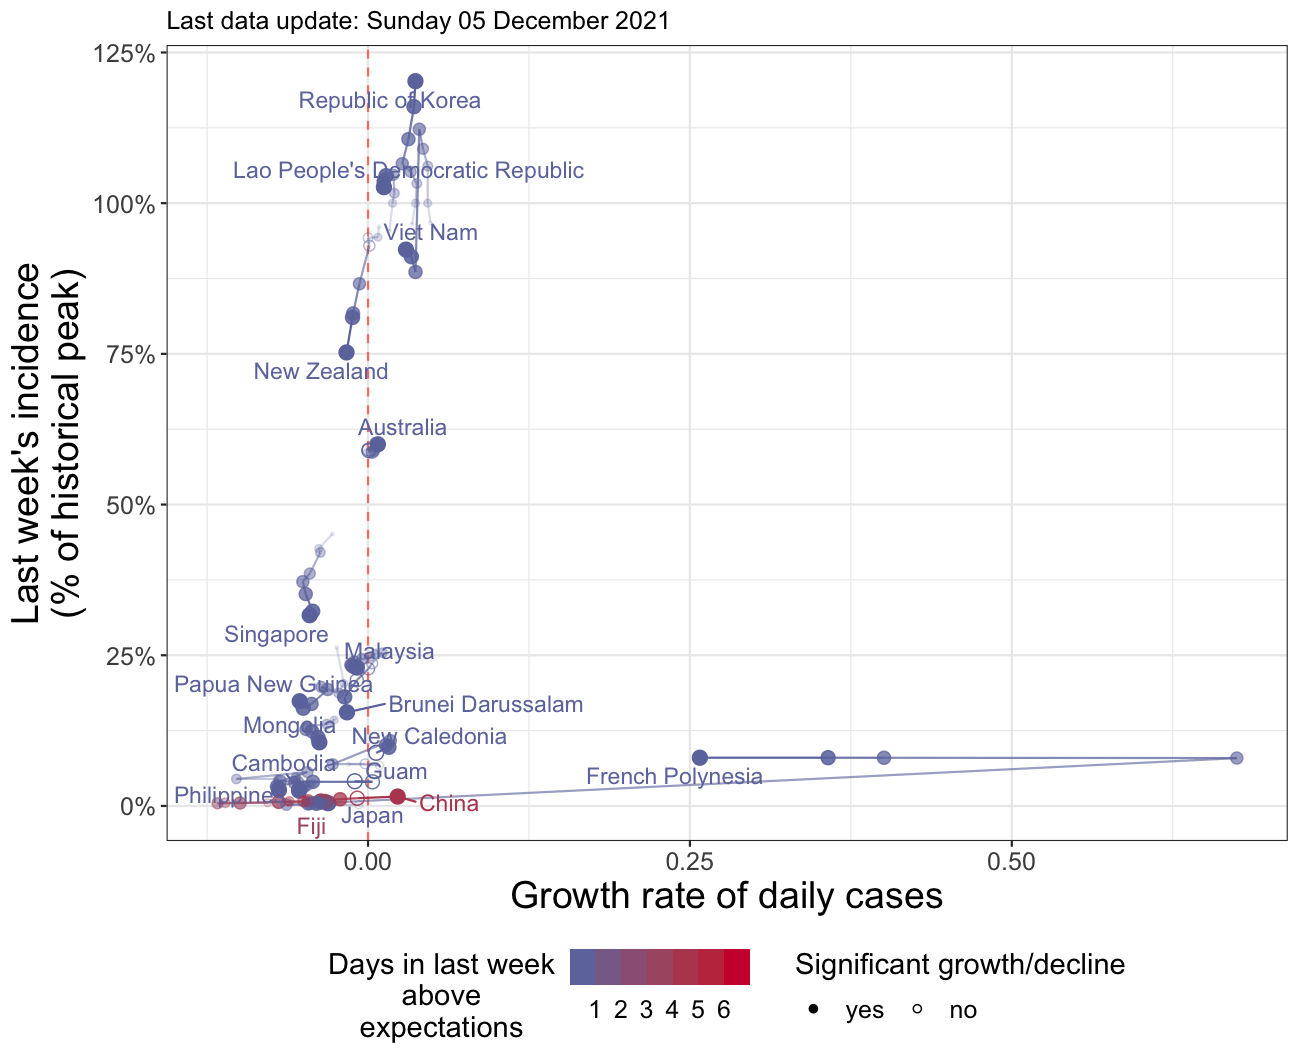 Last data update: Sunday 05 December 2021
Last week's incidence
(% of historical peak)
125%
100%
75%
50%
25%
0%
Republic of Korea
Lao People's Democratic Republic
Viet Nam
New Zealand
Australia
Singapore
Malaysia
Papua New Guinea
Brunei Darussalam
Mongolia
New Caledonia
Cambodia
Guam
French Polynesia
Philippines
China
Japan
Fiji
0.00
0.25
0.50
Growth rate of daily cases
Days in last week
above
expectations
1 2 3 4 5 6
Significant growth/decline
yes no